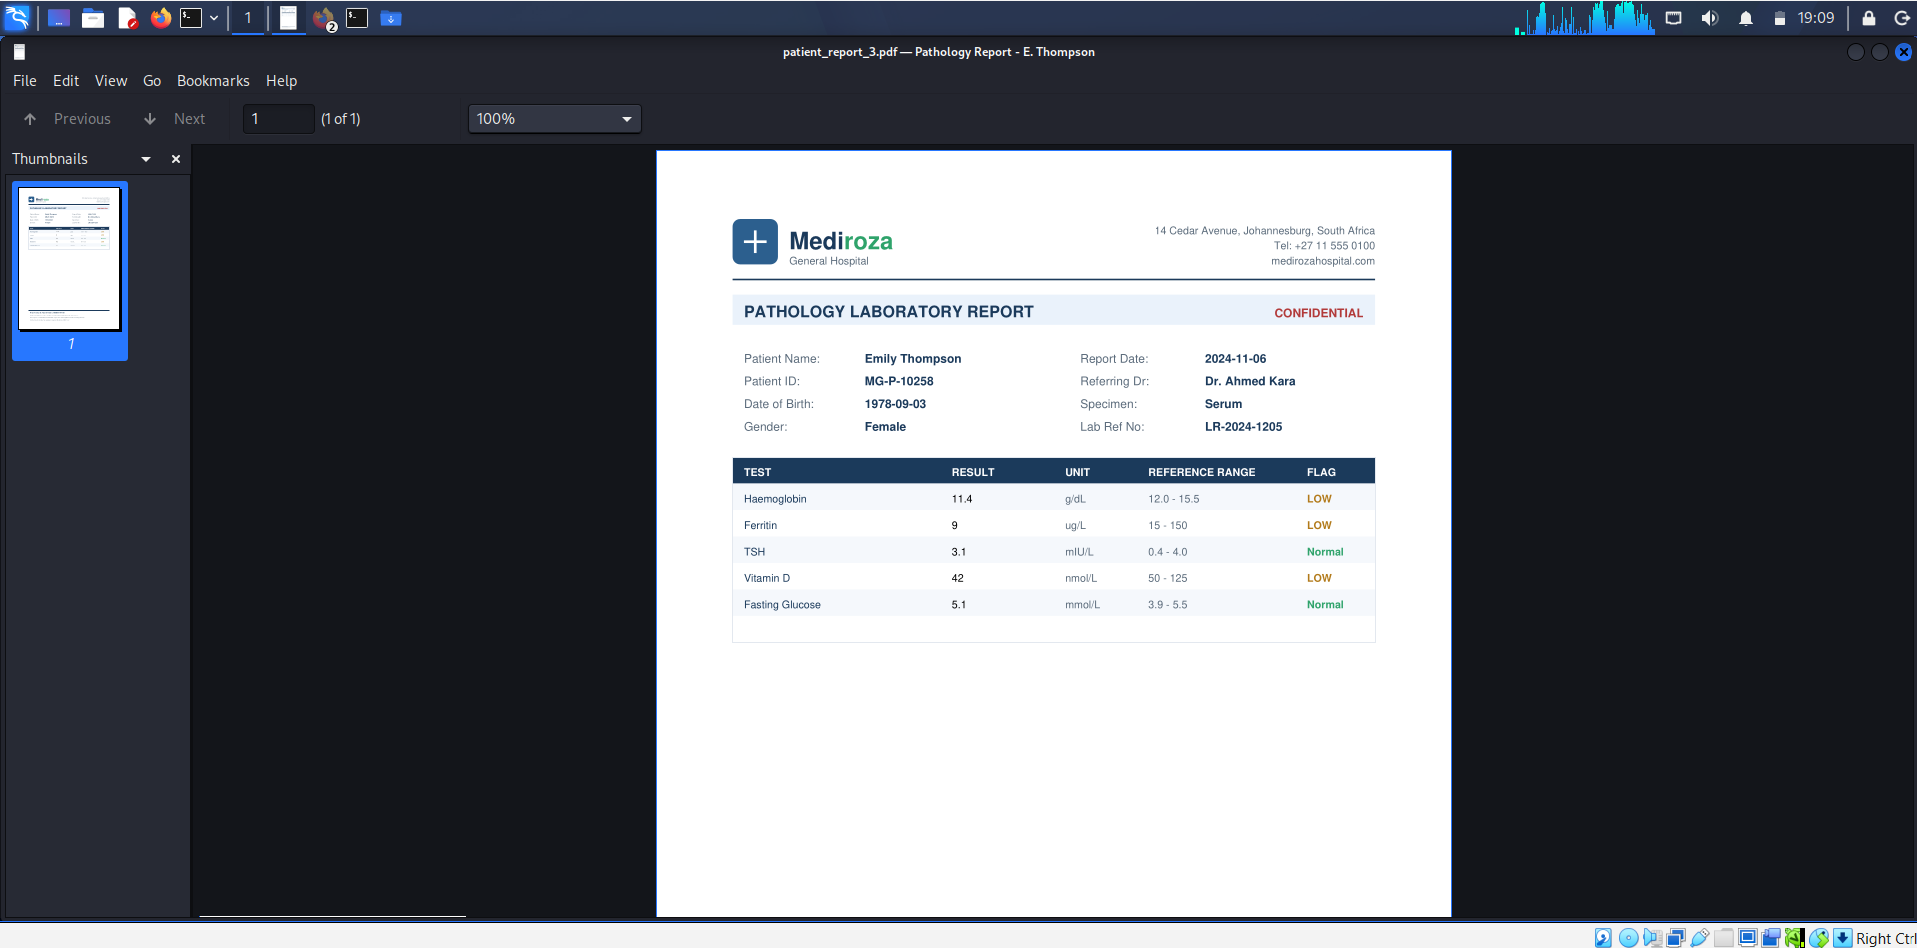 1
2
19:09
patient_report_3.pdf — Pathology Report - E. Thompson
File Edit View Go Bookmarks Help
Previous Next 1 (1 of 1) 100%
Thumbnails
1
Mediroza
General Hospital
14 Cedar Avenue, Johannesburg, South Africa
Tel: +27 11 555 0100
medirozahospital.com
PATHOLOGY LABORATORY REPORT CONFIDENTIAL
Patient Name: Emily Thompson Report Date: 2024-11-06
Patient ID: MG-P-10258 Referring Dr: Dr. Ahmed Kara
Date of Birth: 1978-09-03 Specimen: Serum
Gender: Female Lab Ref No: LR-2024-1205
TEST RESULT UNIT REFERENCE RANGE FLAG
Haemoglobin 11.4 g/dL 12.0 - 15.5 LOW
Ferritin 9 ug/L 15 - 150 LOW
TSH 3.1 mIU/L 0.4 - 4.0 Normal
Vitamin D 42 nmol/L 50 - 125 LOW
Fasting Glucose 5.1 mmol/L 3.9 - 5.5 Normal
Right Ctrl